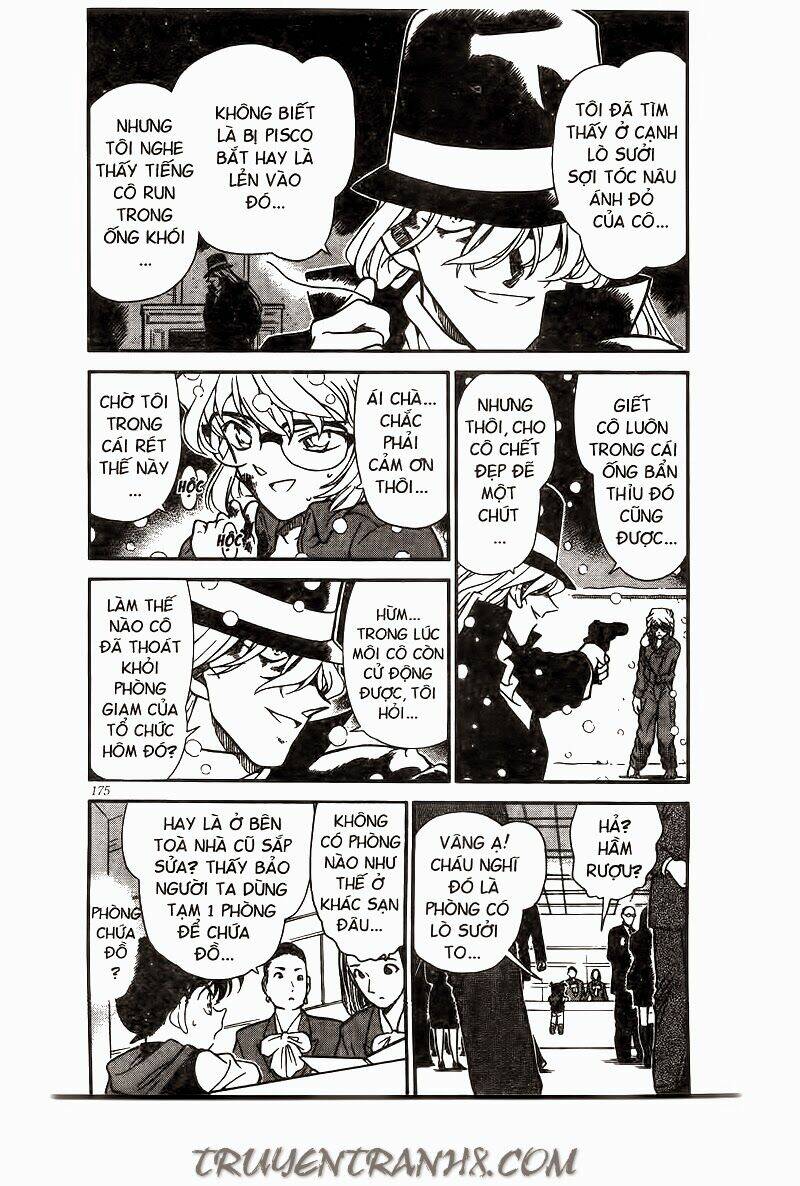 TÔI ĐÃ TÌM
THẤY Ở CẠNH
LÒ SƯỞI
SỢI TÓC NÂU
ÁNH ĐỎ
CỦA CÔ...
KHÔNG BIẾT
LÀ BỊ PISCO
BẮT HAY LÀ
LẺN VÀO
ĐÓ...
NHƯNG
TÔI NGHE
THẤY TIẾNG
CÔ RUN
TRONG
ỐNG KHÓI
...
GIẾT
CÔ LUÔN
TRONG CÁI
ỐNG BẨN
THỈU ĐÓ
CŨNG
ĐƯỢC...
NHƯNG
THÔI, CHO
CÔ CHẾT
ĐẸP ĐẼ
MỘT
CHÚT
...
ÁI CHÀ...
CHẮC
PHẢI
CẢM ƠN
THÔI...
CHỜ TÔI
TRONG
CÁI RÉT
THẾ NÀY
...
HỘC
HỘC
HỪM...
TRONG LÚC
MÔI CÔ CÒN
CỬ ĐỘNG
ĐƯỢC, TÔI
HỎI...
LÀM THẾ
NÀO CÔ
ĐÃ THOÁT
KHỎI
PHÒNG
GIAM CỦA
TỔ CHỨC
HÔM ĐÓ?
175
HẢ?
HẦM
RƯỢU?
VÂNG Ạ!
CHÁU NGHĨ
ĐÓ LÀ
PHÒNG CÓ
LÒ SƯỞI
TO...
KHÔNG
CÓ PHÒNG
NÀO NHƯ
THẾ Ở
KHÁC SẠN
ĐÂU...
HAY LÀ Ở BÊN
TOÀ NHÀ CŨ SẮP
SỬA? THẤY BẢO
NGƯỜI TA DÙNG
TẠM 1 PHÒNG
ĐỂ CHỨA
ĐỒ...
PHÒNG
CHỨA
ĐỒ
?
TRUYENTRANH8.COM